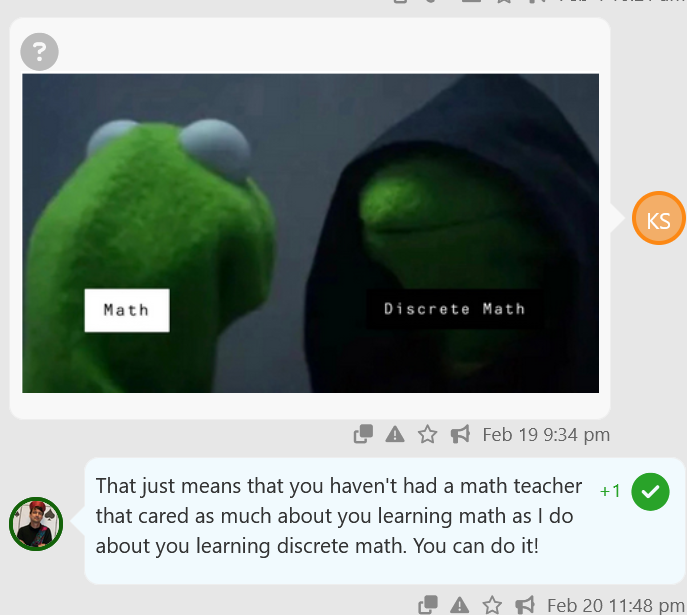 ?
Math
Discrete Math
KS
Feb 19 9:34 pm
That just means that you haven't had a math teacher
that cared as much about you learning math as I do
about you learning discrete math. You can do it!
+1
Feb 20 11:48 pm